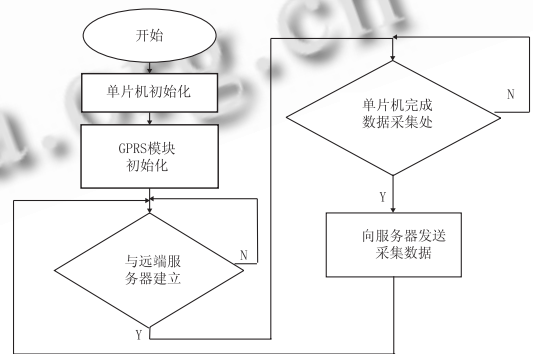 开始
单片机初始化
GPRS模块
初始化
与远端服
务器建立
N
Y
单片机完成
数据采集处
N
Y
向服务器发送
采集数据